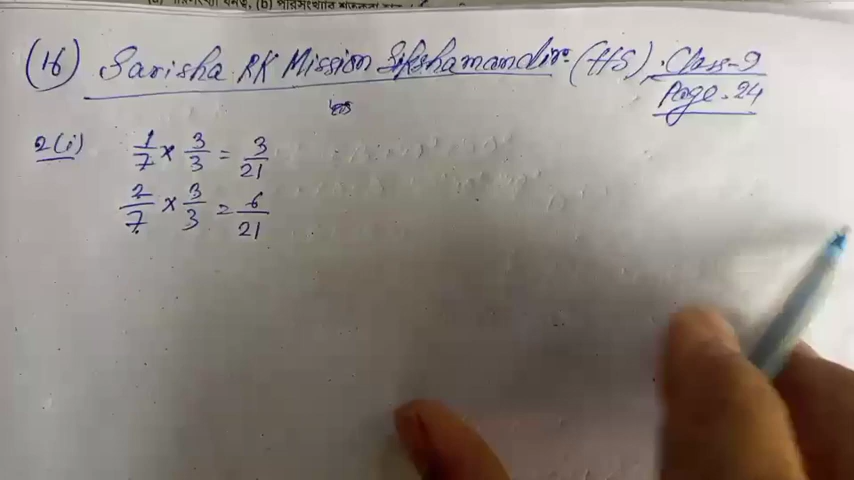 (b) পরিসংখ্যান
(16) Sarisha RK Mission Sikshamandir (HS). Class-9
Page-24
2(i) 1/7 × 3/3 = 3/21
2/7 × 3/3 = 6/21